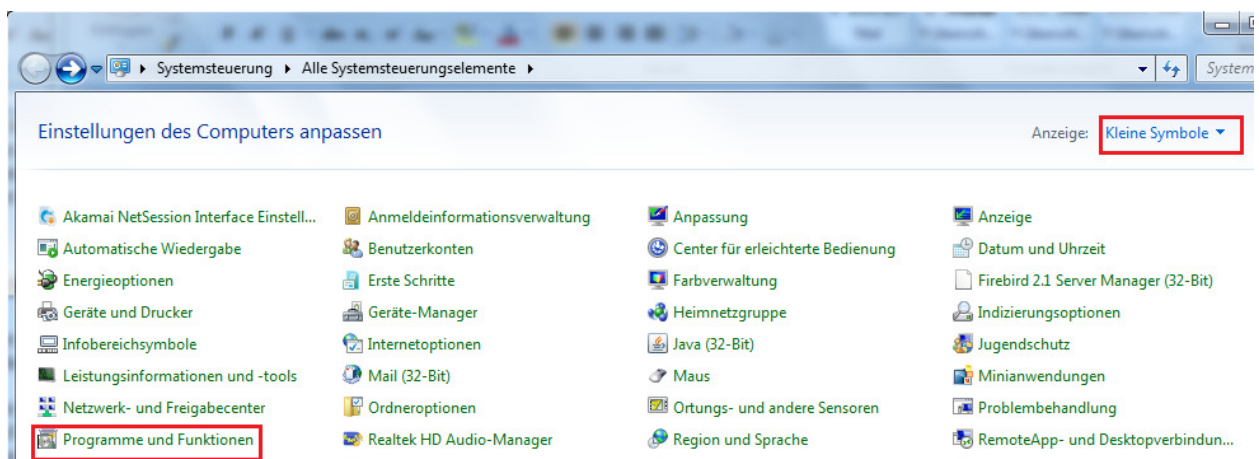 Systemsteuerung Alle Systemsteuerungselemente
System
Einstellungen des Computers anpassen
Anzeige: Kleine Symbole
Akamai NetSession Interface Einstell... Anmeldeinformationsverwaltung Anpassung Anzeige
Automatische Wiedergabe Benutzerkonten Center für erleichterte Bedienung Datum und Uhrzeit
Energieoptionen Erste Schritte Farbverwaltung Firebird 2.1 Server Manager (32-Bit)
Geräte und Drucker Geräte-Manager Heimnetzgruppe Indizierungsoptionen
Infobereichsymbole Internetoptionen Java (32-Bit) Jugendschutz
Leistungsinformationen und -tools Mail (32-Bit) Maus Minianwendungen
Netzwerk- und Freigabecenter Ordneroptionen Ortungs- und andere Sensoren Problembehandlung
Programme und Funktionen Realtek HD Audio-Manager Region und Sprache RemoteApp- und Desktopverbindun...